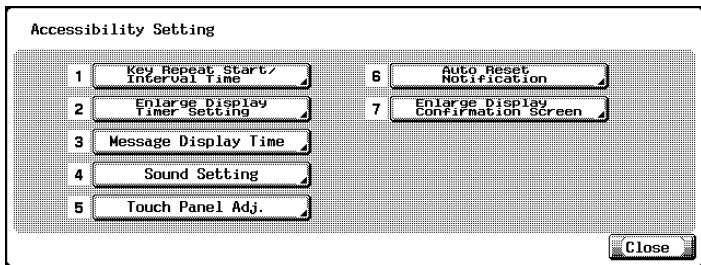 Accessibility Setting
1 Key Repeat Start/
Interval Time
2 Enlarge Display
Timer Setting
3 Message Display Time
4 Sound Setting
5 Touch Panel Adj.
6 Auto Reset
Notification
7 Enlarge Display
Confirmation Screen
Close